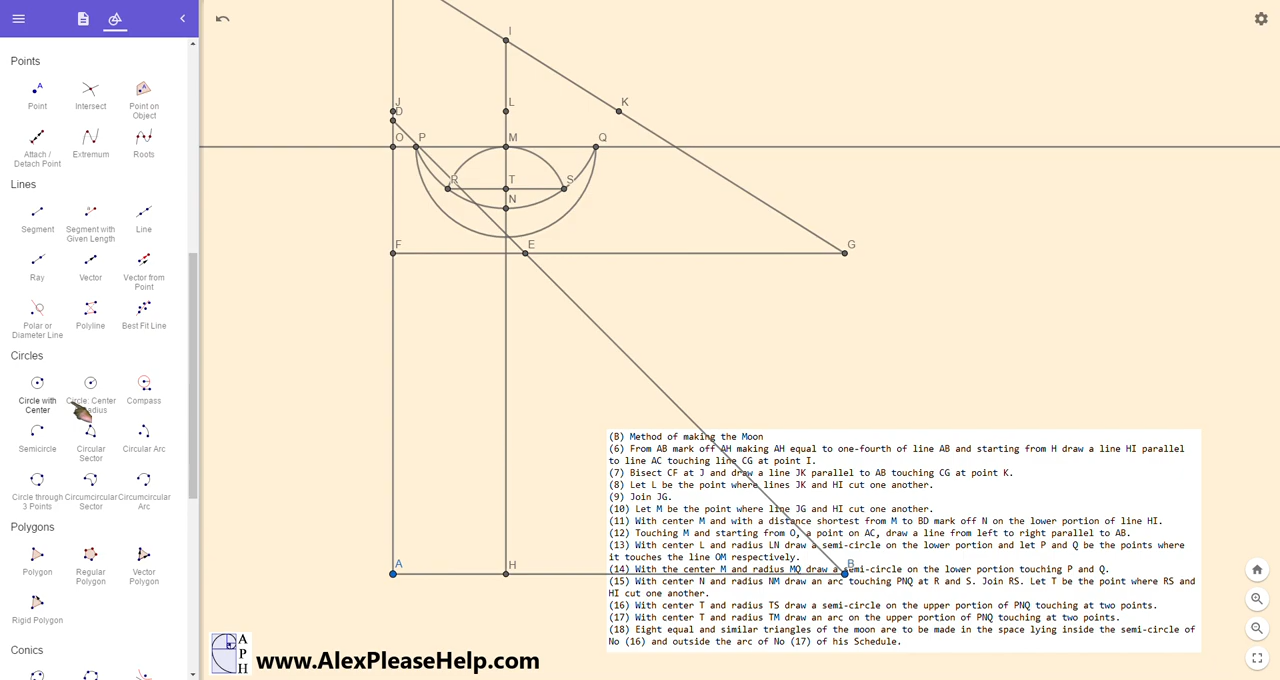 Points
Point
Intersect
Point on
Object
Attach /
Detach Point
Extremum
Roots
Lines
Segment
Segment with
Given Length
Line
Ray
Vector
Vector from
Point
Polar or
Diameter Line
Polyline
Best Fit Line
Circles
Circle with
Center
Circle: Center
Radius
Compass
Semicircle
Circular
Sector
Circular Arc
Circle through
3 Points
Circumcircular
Sector
Circumcircular
Arc
Polygons
Polygon
Regular
Polygon
Vector
Polygon
Rigid Polygon
Conics
I
J
L
K
D
O
P
M
Q
R
T
S
N
F
E
G
A
H
B
(B) Method of making the Moon
(6) From AB mark off AH making AH equal to one-fourth of line AB and starting from H draw a line HI parallel
to line AC touching line CG at point I.
(7) Bisect CF at J and draw a line JK parallel to AB touching CG at point K.
(8) Let L be the point where lines JK and HI cut one another.
(9) Join JG.
(10) Let M be the point where line JG and HI cut one another.
(11) With center M and with a distance shortest from M to BD mark off N on the lower portion of line HI.
(12) Touching M and starting from O, a point on AC, draw a line from left to right parallel to AB.
(13) With center L and radius LN draw a semi-circle on the lower portion and let P and Q be the points where
it touches the line OM respectively.
(14) With the center M and radius MQ draw a semi-circle on the lower portion touching P and Q.
(15) With center N and radius NM draw an arc touching PNQ at R and S. Join RS. Let T be the point where RS and
HI cut one another.
(16) With center T and radius TS draw a semi-circle on the upper portion of PNQ touching at two points.
(17) With center T and radius TM draw an arc on the upper portion of PNQ touching at two points.
(18) Eight equal and similar triangles of the moon are to be made in the space lying inside the semi-circle of
No (16) and outside the arc of No (17) of his Schedule.
A
P
H
www.AlexPleaseHelp.com